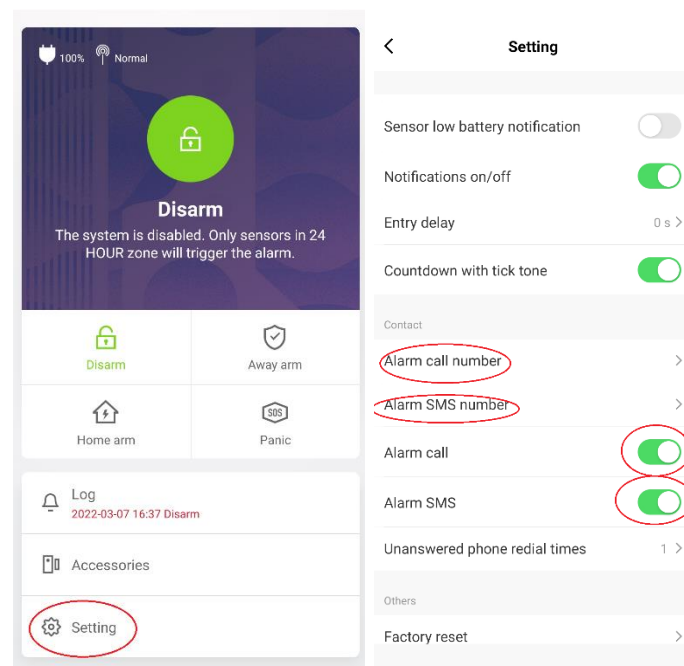 100% Normal
Disarm
The system is disabled. Only sensors in 24
HOUR zone will trigger the alarm.
Disarm
Away arm
Home arm
SOS
Panic
Log
2022-03-07 16:37 Disarm
Accessories
Setting
Setting
Sensor low battery notification
Notifications on/off
Entry delay 0 s
Countdown with tick tone
Contact
Alarm call number
Alarm SMS number
Alarm call
Alarm SMS
Unanswered phone redial times 1
Others
Factory reset